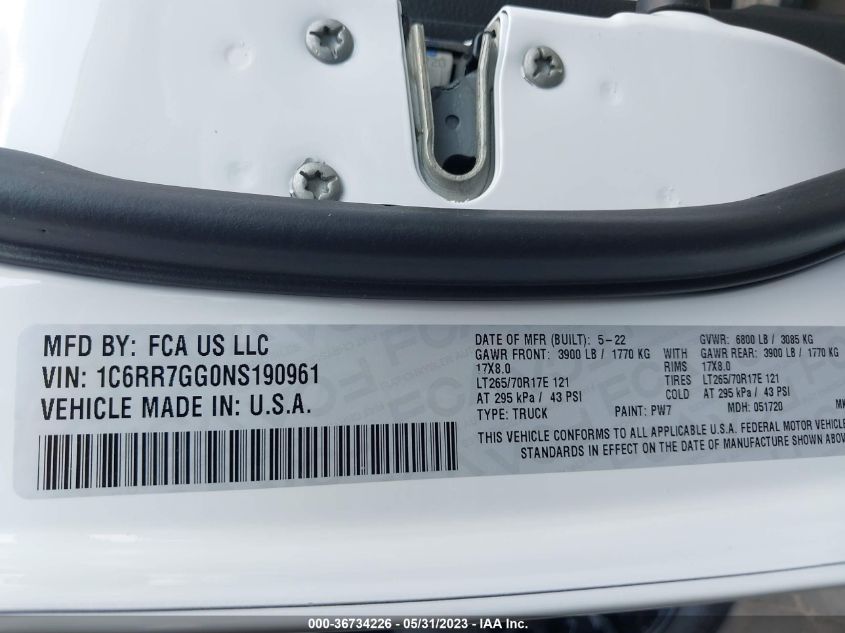 MFD BY: FCA US LLC
VIN: 1C6RR7GG0NS190961
VEHICLE MADE IN: U.S.A.
DATE OF MFR (BUILT): 5-22 GVWR: 6800 LB / 3085 KG
GAWR FRONT: 3900 LB / 1770 KG WITH GAWR REAR: 3900 LB / 1770
17X8.0 RIMS 17X8.0
LT265/70R17E 121 TIRES LT265/70R17E 121
AT 295 kPa / 43 PSI COLD AT 295 kPa / 43 PSI
TYPE: TRUCK PAINT: PW7 MDH: 051720
THIS VEHICLE CONFORMS TO ALL APPLICABLE U.S.A. FEDERAL MOTOR VEHICLE
STANDARDS IN EFFECT ON THE DATE OF MANUFACTURE SHOWN ABOV
000-36734226 - 05/31/2023 - IAA Inc.